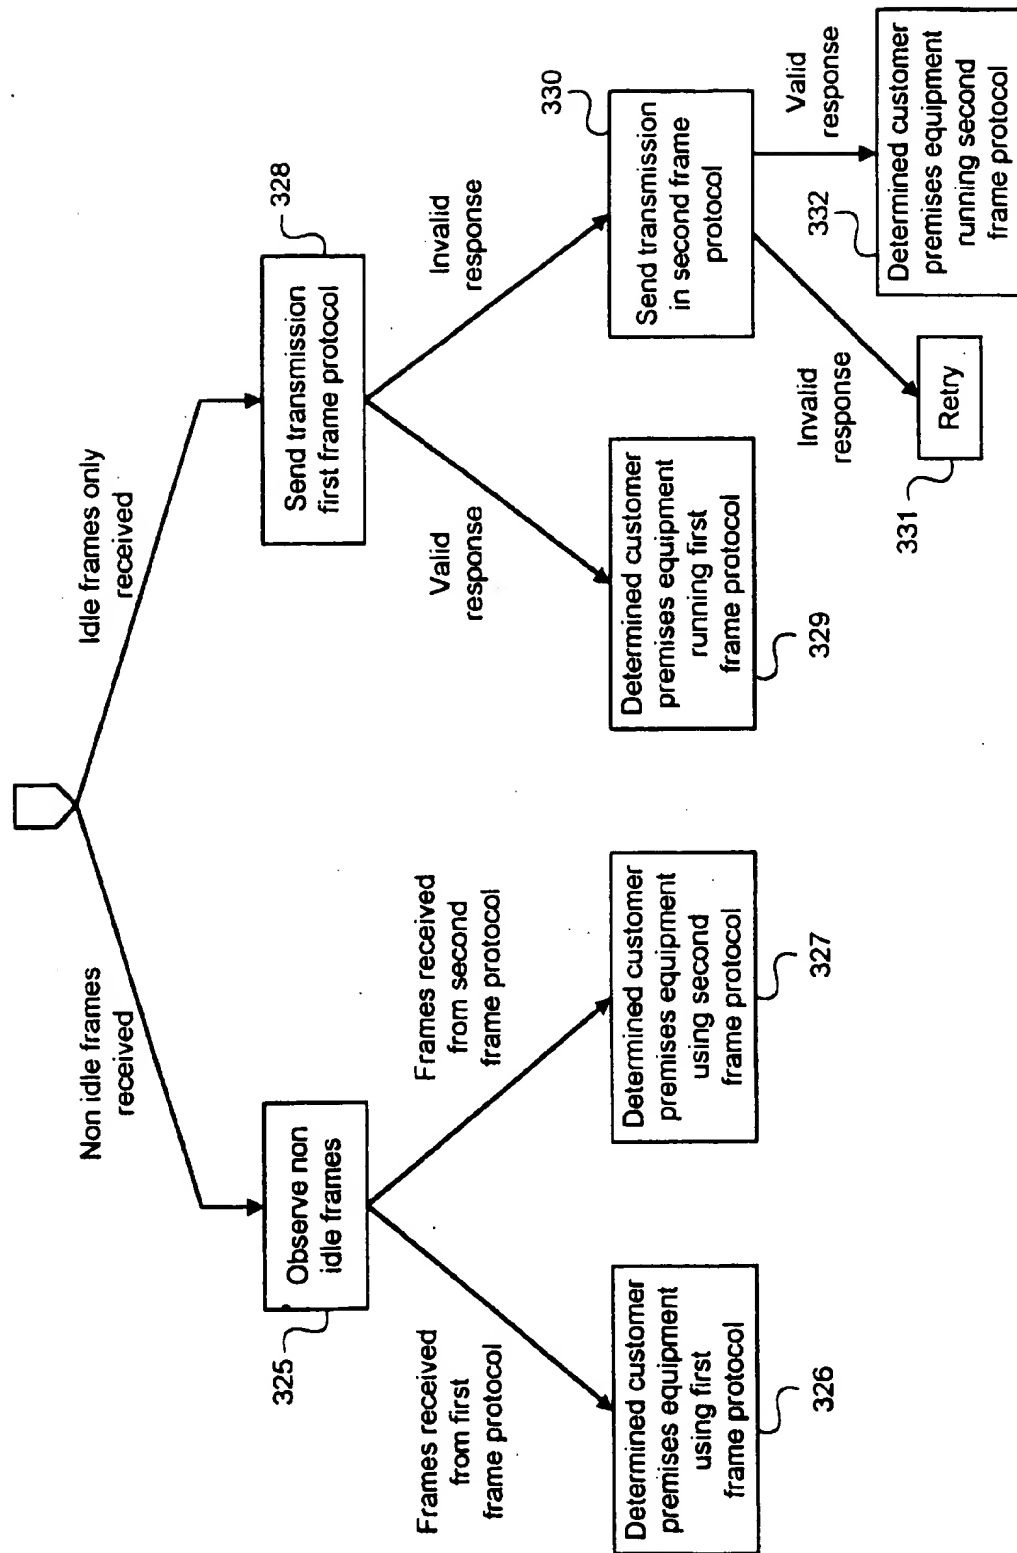 Non idle frames
received
Idle frames only
received
325
Observe non
idle frames
328
Send transmission
first frame protocol
Frames received
from first
frame protocol
Frames received
from second
frame protocol
Valid
response
Invalid
response
Determined customer
premises equipment
using first
frame protocol
326
Determined customer
premises equipment
using second
frame protocol
327
Determined customer
premises equipment
running first
frame protocol
329
330
Send transmission
in second frame
protocol
Invalid
response
Valid
response
331
Retry
332
Determined customer
premises equipment
running second
frame protocol